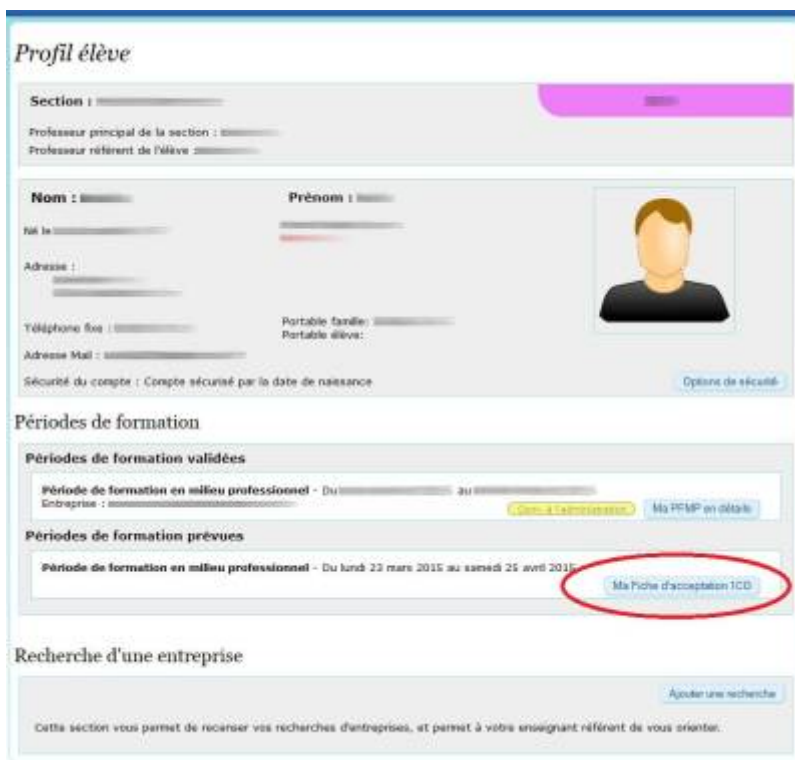 Profil élève
Section :
Professeur principal de la section :
Professeur référent de l'élève :
Nom : Prénom :
Né le
Adresse :
Téléphone fixe : Portable famille:
Portable élève:
Adresse Mail :
Sécurité du compte : Compte sécurisé par la date de naissance Options de sécurité
Périodes de formation
Périodes de formation validées
Période de formation en milieu professionnel - Du au
Entreprise : Ma PFMP en détails
Périodes de formation prévues
Période de formation en milieu professionnel - Du lundi 23 mars 2015 au samedi 25 avril 2015
Ma Fiche d'acceptation 1CO
Recherche d'une entreprise
Ajouter une recherche
Cette section vous permet de recenser vos recherches d'entreprises, et permet à votre enseignant référent de vous orienter.